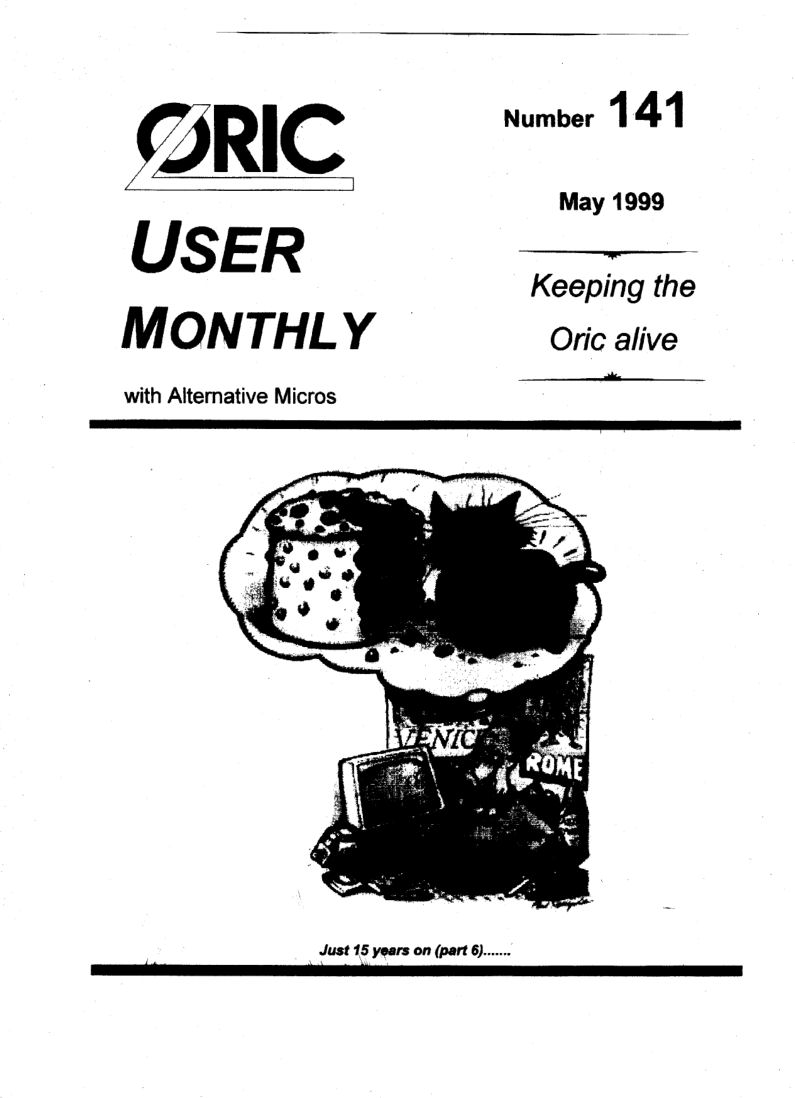 ORIC
USER
MONTHLY
with Alternative Micros
Number 141
May 1999
Keeping the
Oric alive
VENIC
ROME
Just 15 years on (part 6).......